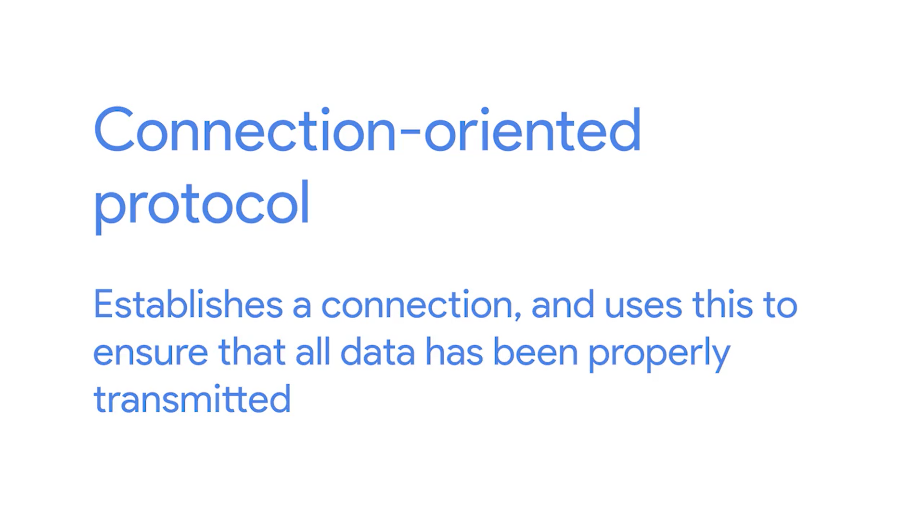 Connection-oriented
protocol
Establishes a connection, and uses this to
ensure that all data has been properly
transmitted